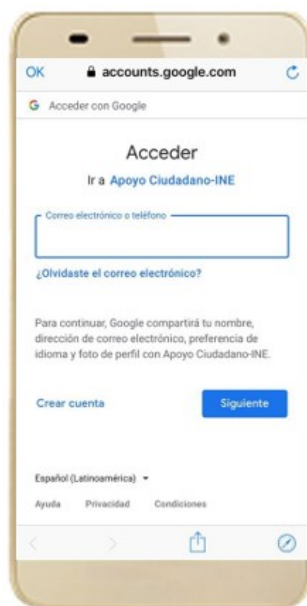 OK accounts.google.com
G Acceder con Google
Acceder
Ir a Apoyo Ciudadano-INE
Correo electrónico o teléfono
¿Olvidaste el correo electrónico?
Para continuar, Google compartirá tu nombre,
dirección de correo electrónico, preferencia de
idioma y foto de perfil con Apoyo Ciudadano-INE.
Crear cuenta Siguiente
Español (Latinoamérica)
Ayuda Privacidad Condiciones